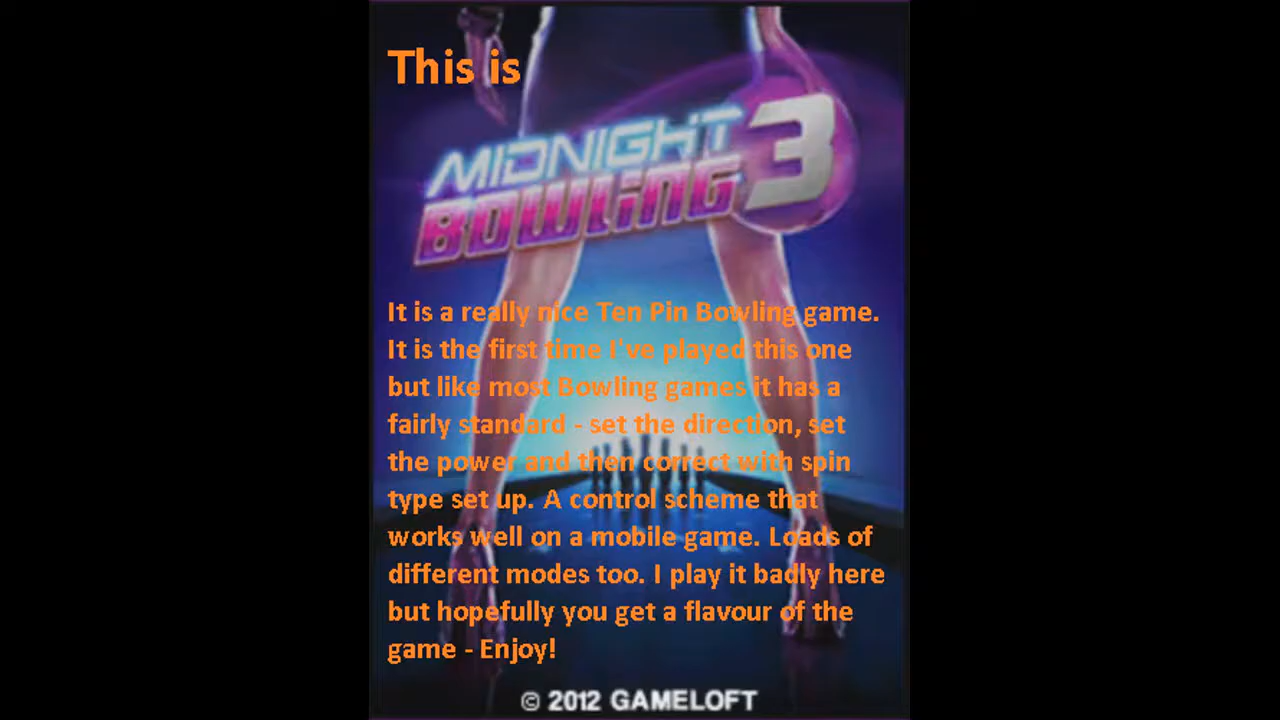 This is
MIDNIGHT
BOWLING 3
It is a really nice Ten Pin Bowling game.
It is the first time I've played this one
but like most Bowling games it has a
fairly standard - set the direction, set
the power and then correct with spin
type set up. A control scheme that
works well on a mobile game. Loads of
different modes too. I play it badly here
but hopefully you get a flavour of the
game - Enjoy!
© 2012 GAMELOFT